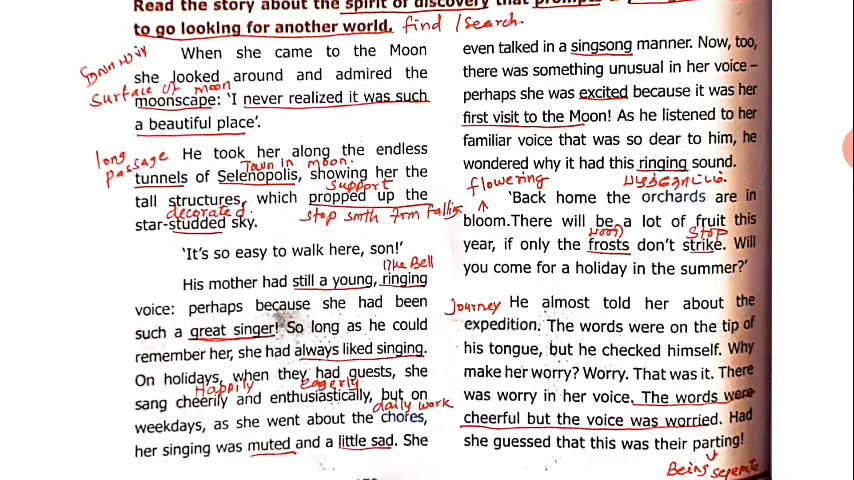 Read the story about the spirit of discovery that
to go looking for another world. find / search.
When she came to the Moon
she looked around and admired the
surface of moon
moonscape: 'I never realized it was such
a beautiful place'.
long passage
He took her along the endless
Town in moon.
tunnels of Selenopolis, showing her the
support
tall structures, which propped up the
decorated. stop smth frm falling
star-studded sky.
'It's so easy to walk here, son!'
like Bell
His mother had still a young, ringing
voice: perhaps because she had been
such a great singer! So long as he could
remember her, she had always liked singing.
On holidays, when they had guests, she
Happily eagerly
sang cheerily and enthusiastically, but on
daily work
weekdays, as she went about the chores,
her singing was muted and a little sad. She
even talked in a singsong manner. Now, too,
there was something unusual in her voice –
perhaps she was excited because it was her
first visit to the Moon! As he listened to her
familiar voice that was so dear to him, he
wondered why it had this ringing sound.
flowering
'Back home the orchards are in
bloom. There will be a lot of fruit this
stop
year, if only the frosts don't strike. Will
you come for a holiday in the summer?'
Journey
He almost told her about the
expedition. The words were on the tip of
his tongue, but he checked himself. Why
make her worry? Worry. That was it. There
was worry in her voice. The words were
cheerful but the voice was worried. Had
she guessed that this was their parting!
Being seperate